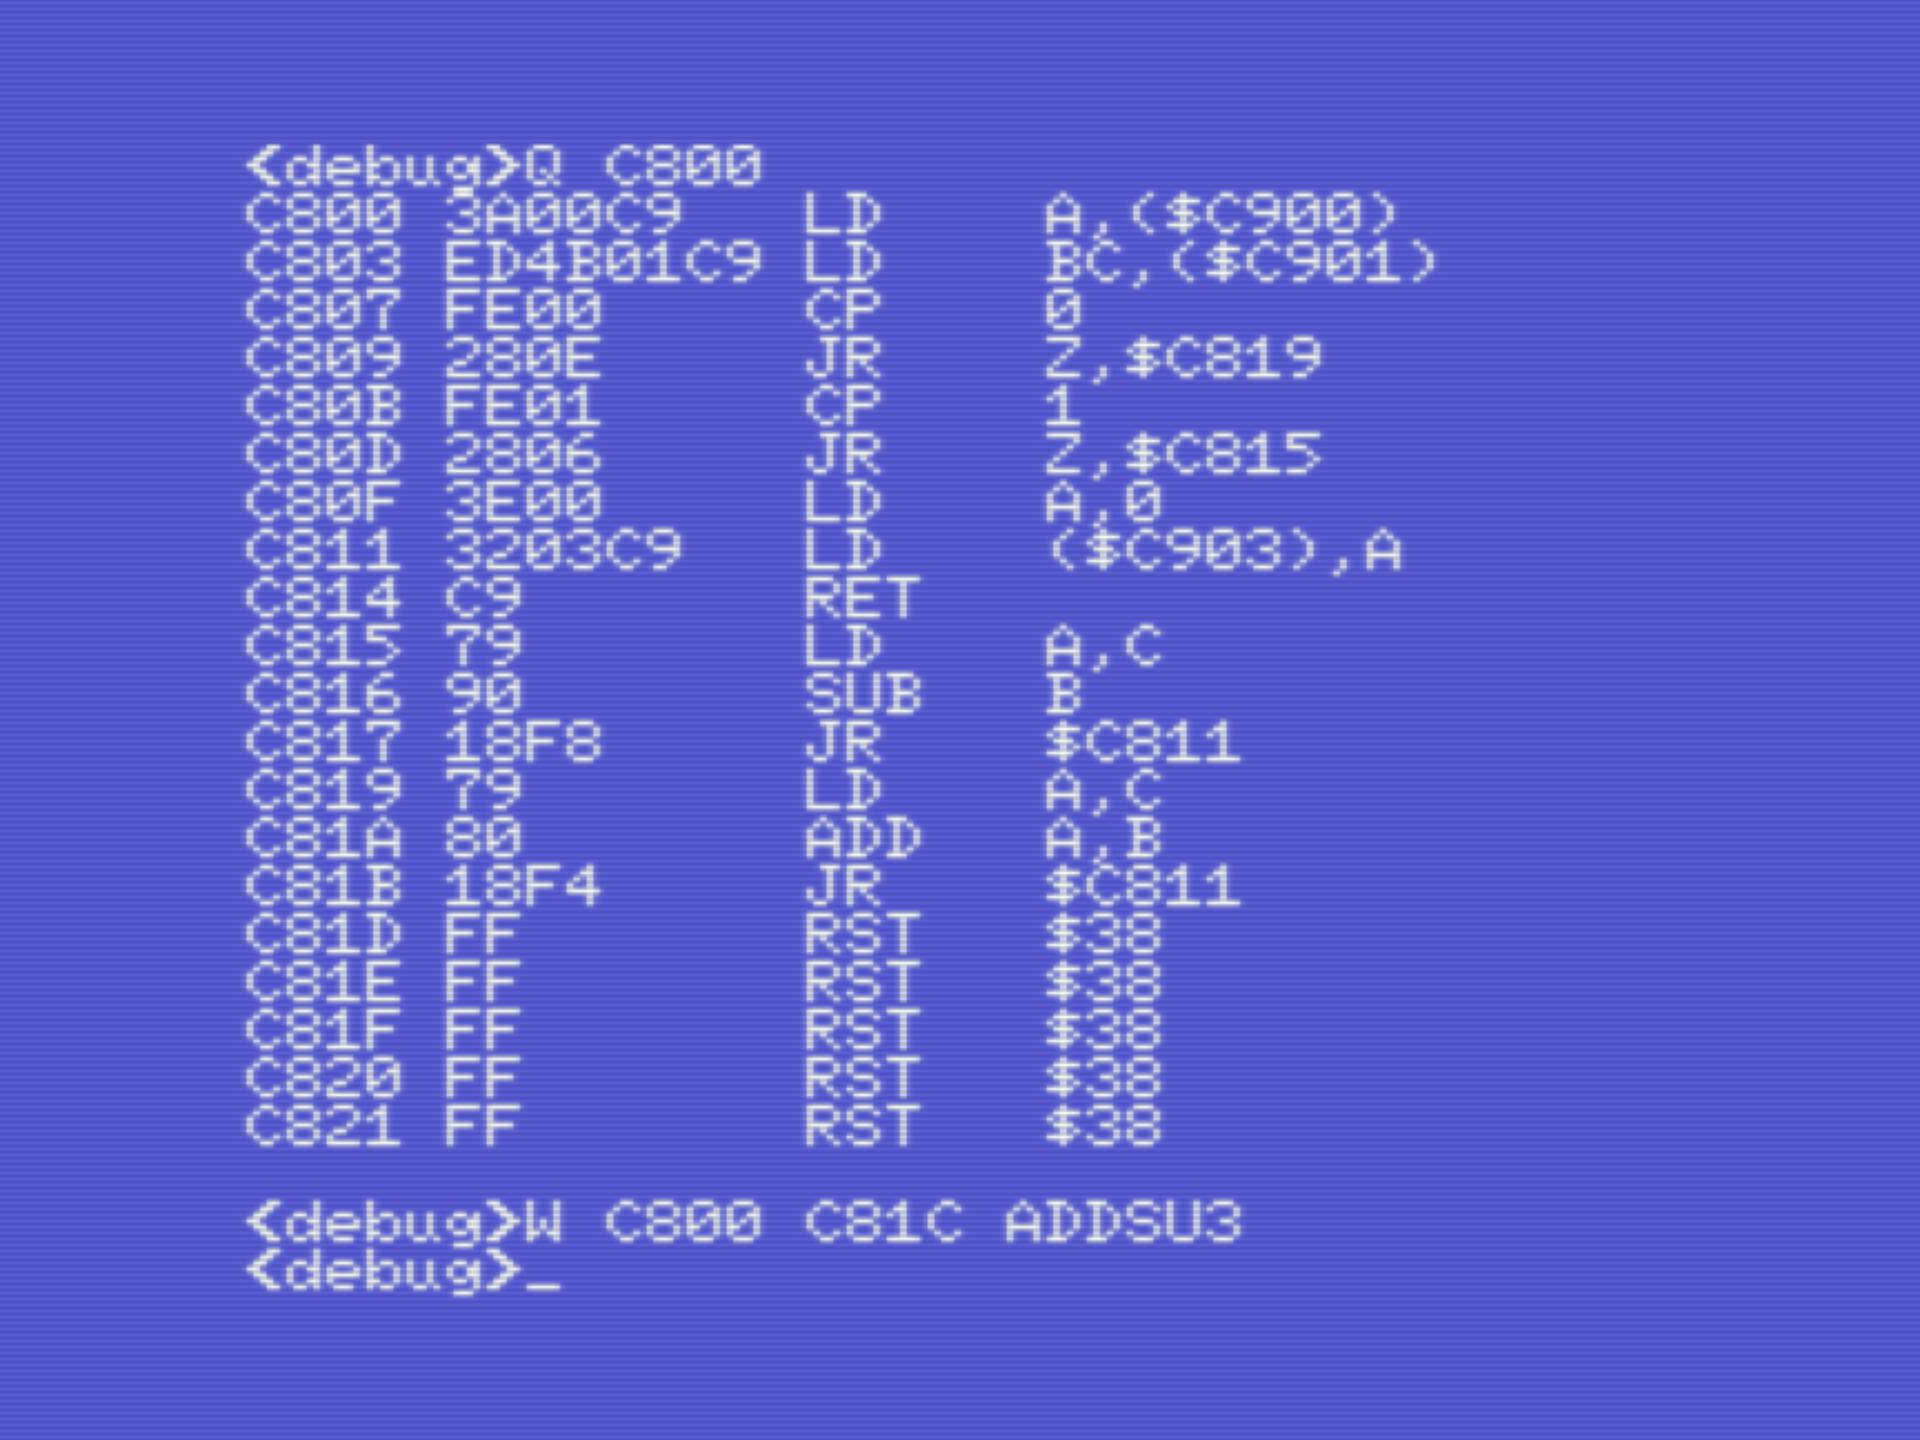 <debug>Q C800
C800 3A00C9   LD    A,($C900)
C803 ED4B01C9 LD    BC,($C901)
C807 FE00     CP    0
C809 280E     JR    Z,$C819
C80B FE01     CP    1
C80D 2806     JR    Z,$C815
C80F 3E00     LD    A,0
C811 3203C9   LD    ($C903),A
C814 C9       RET
C815 79       LD    A,C
C816 90       SUB   B
C817 18F8     JR    $C811
C819 79       LD    A,C
C81A 80       ADD   A,B
C81B 18F4     JR    $C811
C81D FF       RST   $38
C81E FF       RST   $38
C81F FF       RST   $38
C820 FF       RST   $38
C821 FF       RST   $38
<debug>W C800 C81C ADDSU3
<debug>_